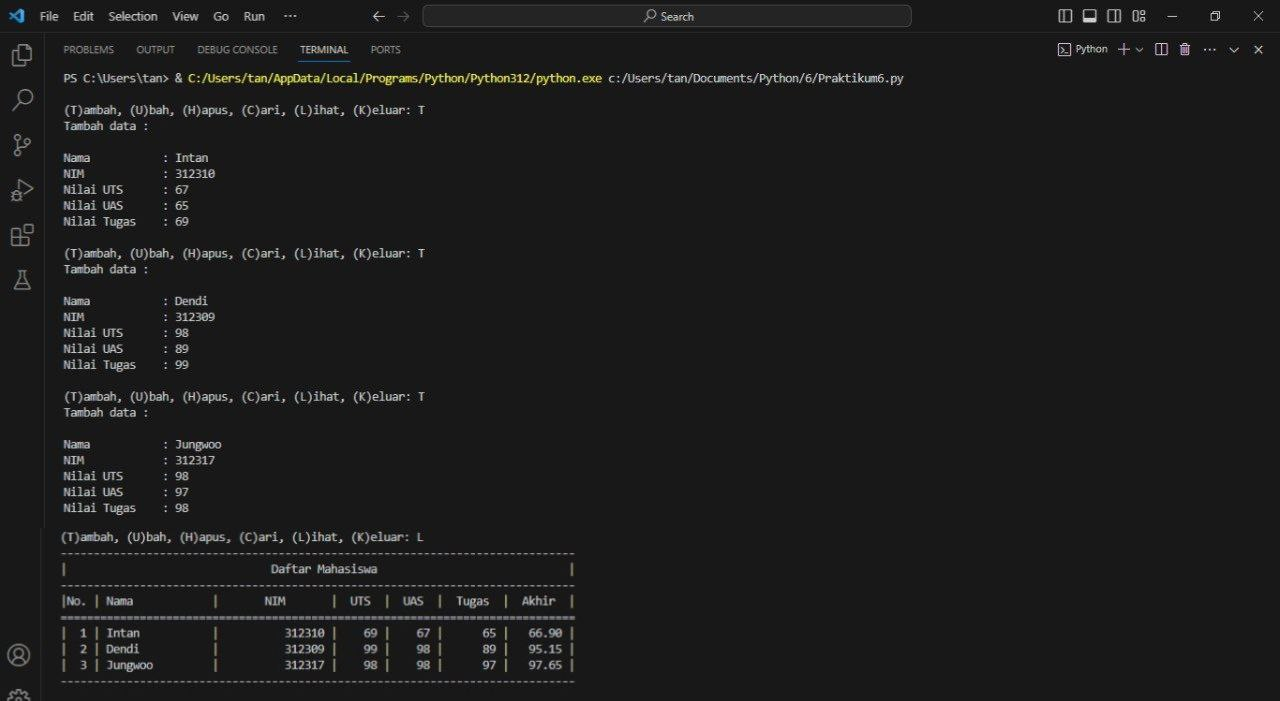 File Edit Selection View Go Run ··· Search
PROBLEMS OUTPUT DEBUG CONSOLE TERMINAL PORTS Python
PS C:\Users\tan> & C:/Users/tan/AppData/Local/Programs/Python/Python312/python.exe c:/Users/tan/Documents/Python/6/Praktikum6.py
(T)ambah, (U)bah, (H)apus, (C)ari, (L)ihat, (K)eluar: T
Tambah data :
Nama : Intan
NIM : 312310
Nilai UTS : 67
Nilai UAS : 65
Nilai Tugas : 69
(T)ambah, (U)bah, (H)apus, (C)ari, (L)ihat, (K)eluar: T
Tambah data :
Nama : Dendi
NIM : 312309
Nilai UTS : 98
Nilai UAS : 89
Nilai Tugas : 99
(T)ambah, (U)bah, (H)apus, (C)ari, (L)ihat, (K)eluar: T
Tambah data :
Nama : Jungwoo
NIM : 312317
Nilai UTS : 98
Nilai UAS : 97
Nilai Tugas : 98
(T)ambah, (U)bah, (H)apus, (C)ari, (L)ihat, (K)eluar: L
------------------------------------------------------------------------------
| Daftar Mahasiswa |
------------------------------------------------------------------------------
|No. | Nama | NIM | UTS | UAS | Tugas | Akhir |
==============================================================================
| 1 | Intan | 312310 | 69 | 67 | 65 | 66.90 |
| 2 | Dendi | 312309 | 99 | 98 | 89 | 95.15 |
| 3 | Jungwoo | 312317 | 98 | 98 | 97 | 97.65 |
------------------------------------------------------------------------------